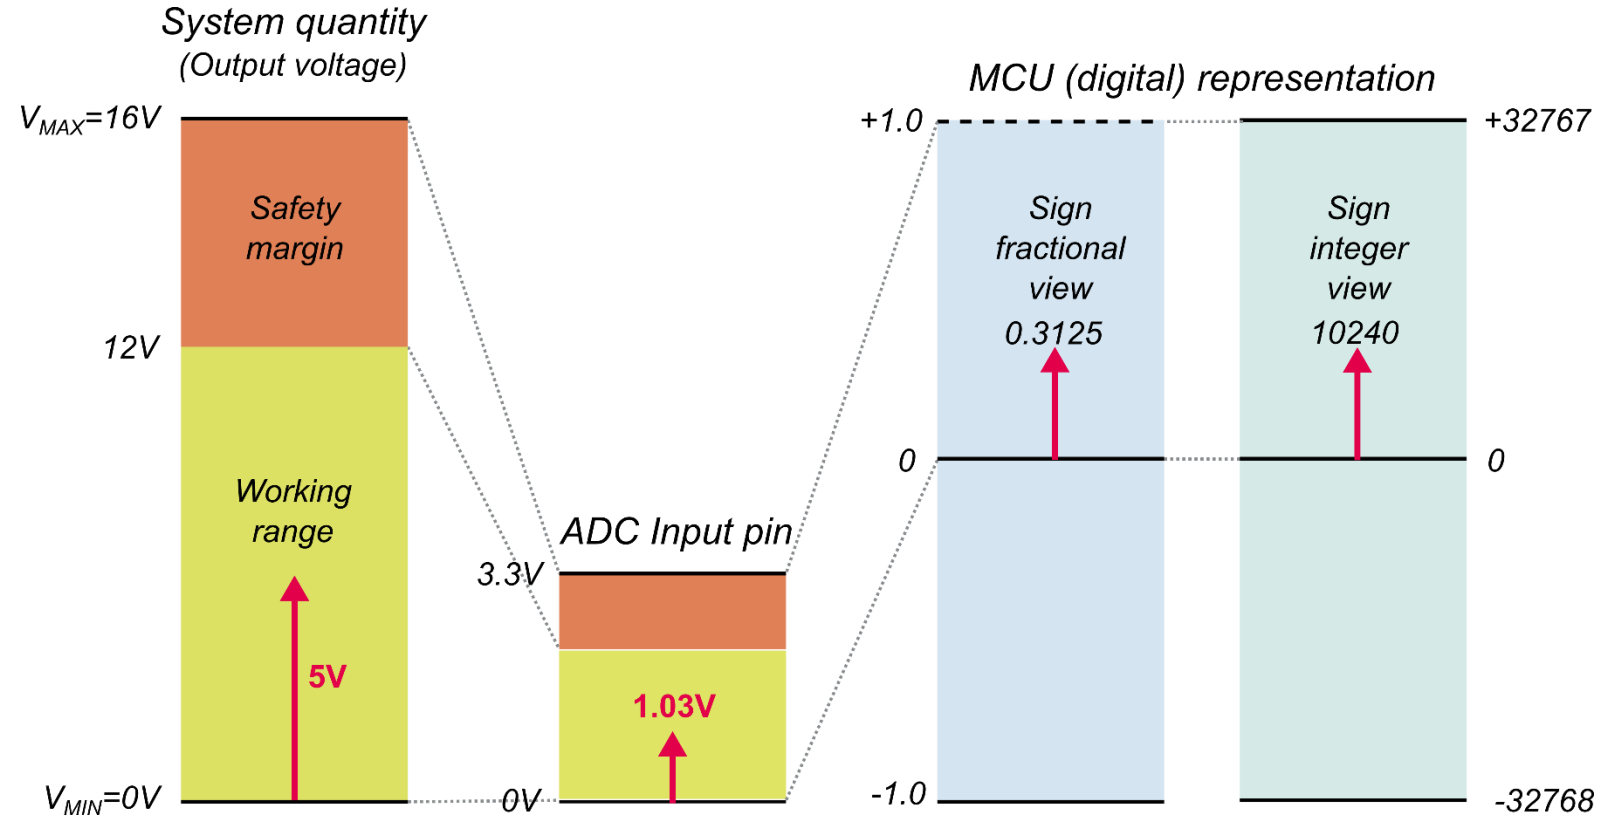 System quantity
(Output voltage)
MCU (digital) representation
VMAX=16V
Safety
margin
12V
Working
range
5V
VMIN=0V
ADC Input pin
3.3V
1.03V
0V
+1.0
Sign
fractional
view
0.3125
0
-1.0
+32767
Sign
integer
view
10240
0
-32768